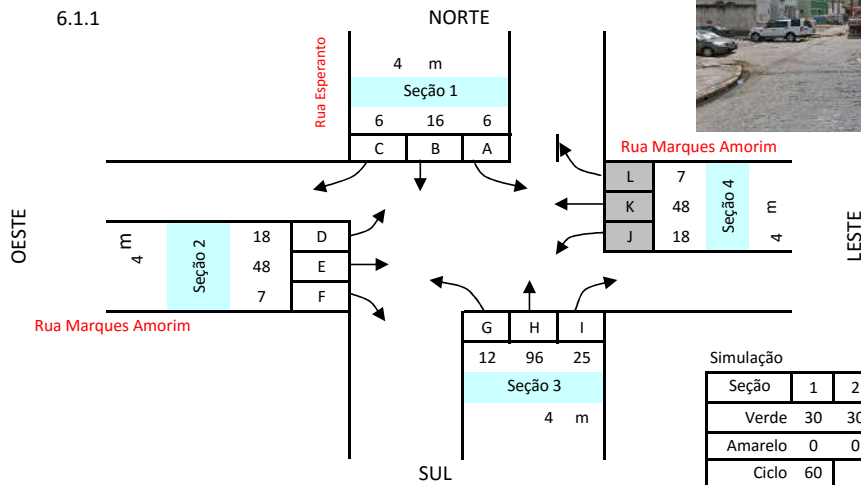 6.1.1
NORTE
Rua Esperanto
4 m
Seção 1
6 16 6
C B A
Rua Marques Amorim
L 7
K 48
J 18
Seção 4
4 m
OESTE
LESTE
4 m
Seção 2
18 D
48 E
7 F
Rua Marques Amorim
G H I
12 96 25
Seção 3
4 m
SUL
Simulação
Seção 1 2
Verde 30 30
Amarelo 0 0
Ciclo 60